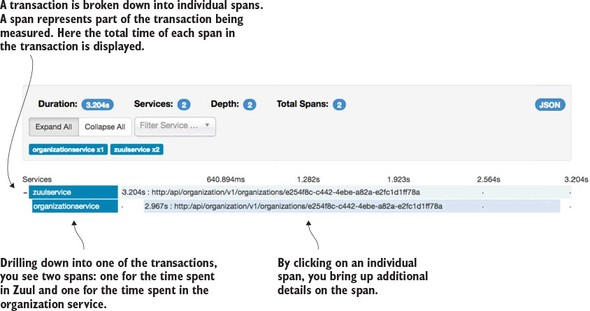 A transaction is broken down into individual spans.
A span represents part of the transaction being
measured. Here the total time of each span in
the transaction is displayed.
Duration: 3.204s Services: 2 Depth: 2 Total Spans: 2 JSON
Expand All Collapse All Filter Service ...
organizationservice x1 zuulservice x2
Services 640.894ms 1.282s 1.923s 2.564s 3.204s
- zuulservice 3.204s : http:/api/organization/v1/organizations/e254f8c-c442-4ebe-a82a-e2fc1d1ff78a
organizationservice 2.967s : http:/api/organization/v1/organizations/e254f8c-c442-4ebe-a82a-e2fc1d1ff78a
Drilling down into one of the transactions,
you see two spans: one for the time spent
in Zuul and one for the time spent in the
organization service.
By clicking on an individual
span, you bring up additional
details on the span.